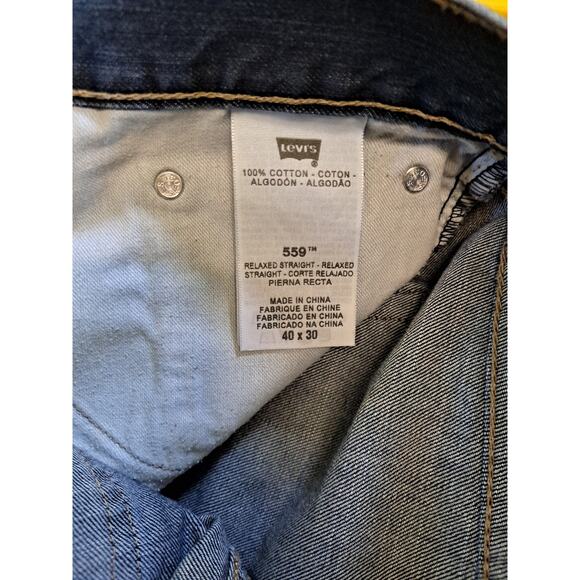 Levi's
®
100% COTTON - COTON -
ALGODÓN - ALGODÃO
559™
RELAXED STRAIGHT - RELAXED
STRAIGHT - CORTE RELAJADO
PIERNA RECTA
MADE IN CHINA
FABRIQUE EN CHINE
FABRICADO EN CHINA
FABRICADO NA CHINA
40 x 30